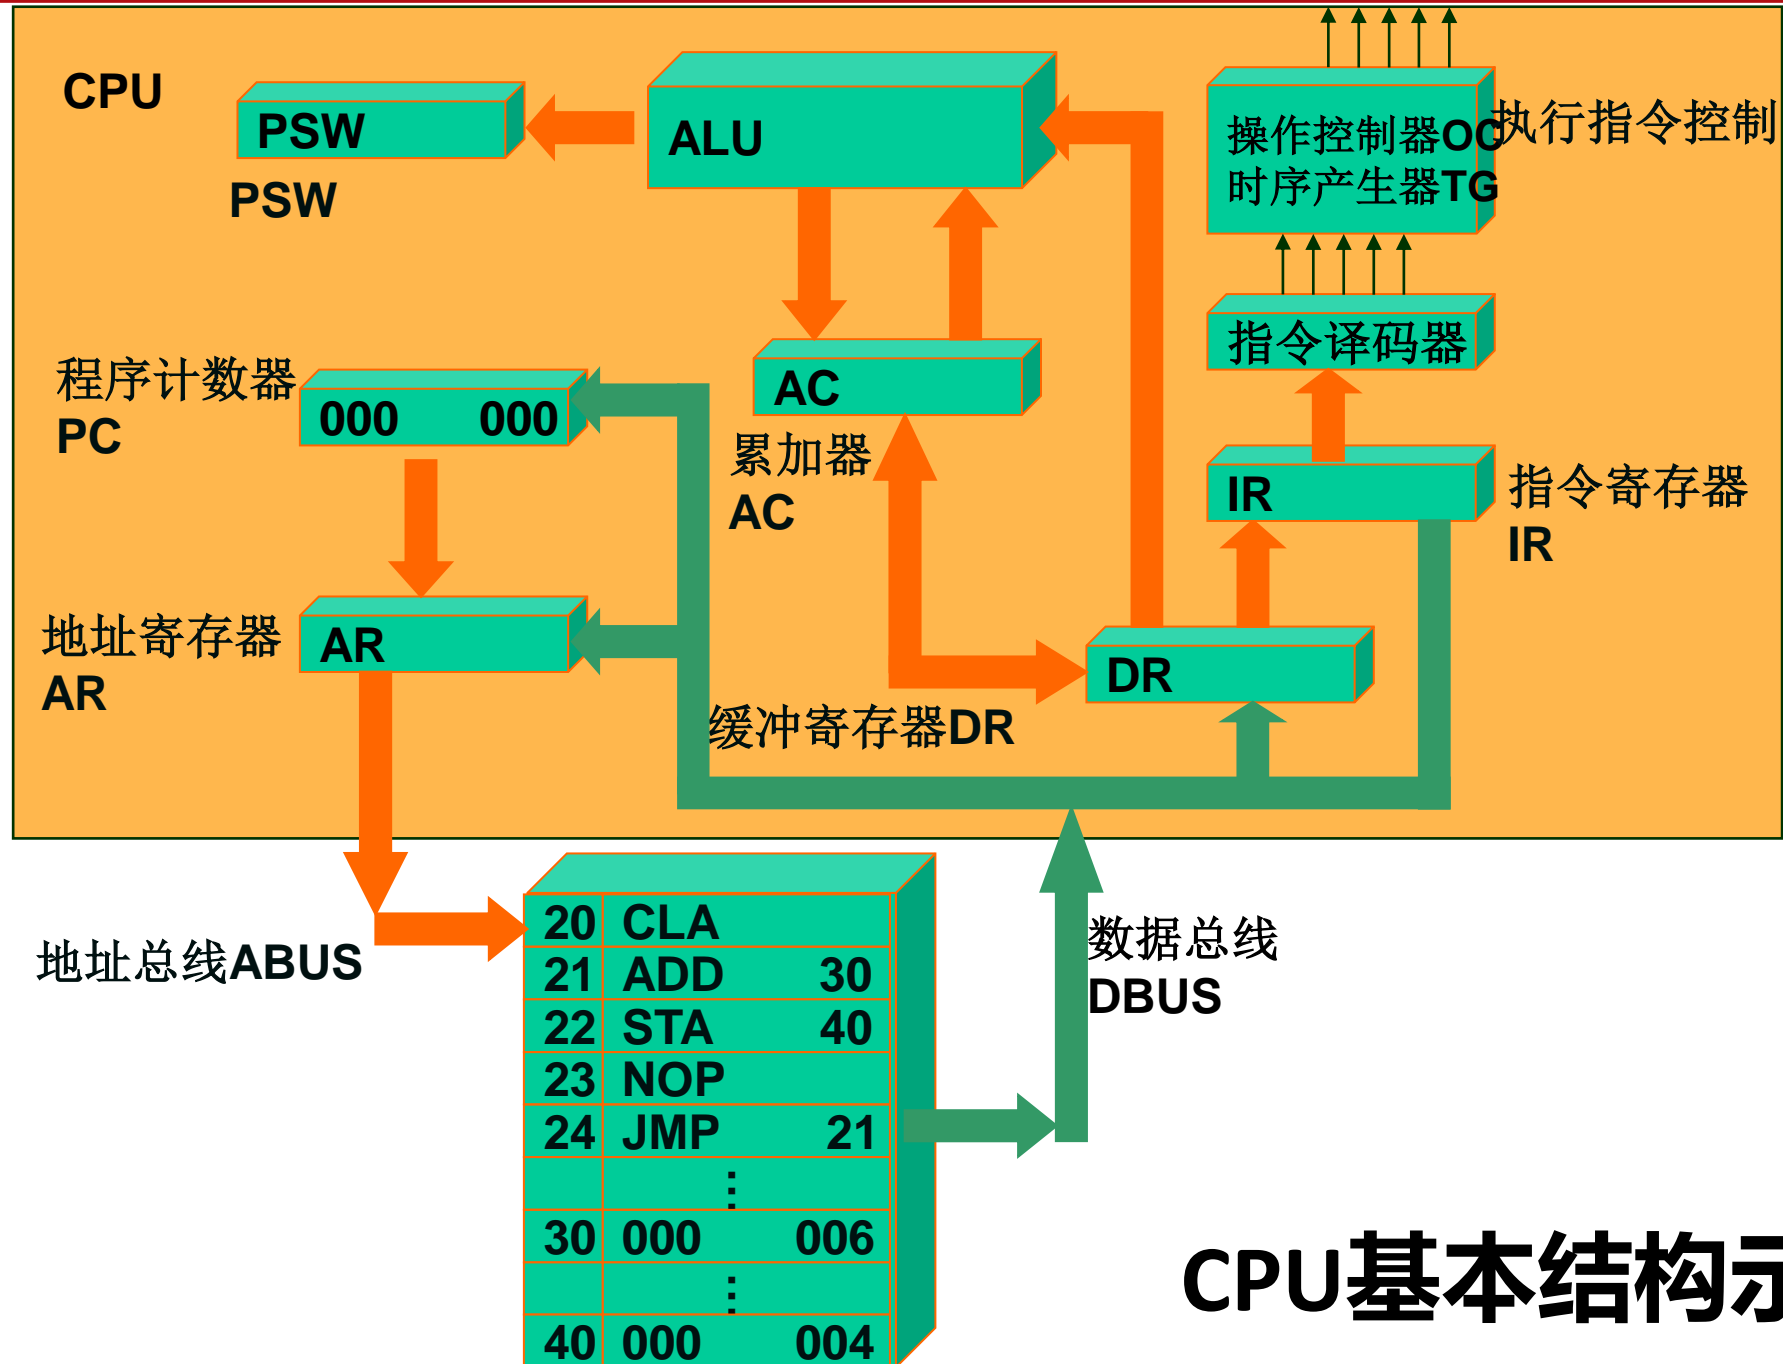 CPU
PSW
PSW
ALU
操作控制器OC
时序产生器TG
执行指令控制
指令译码器
程序计数器
PC
000 000
AC
累加器
AC
IR
指令寄存器
IR
地址寄存器
AR
AR
DR
缓冲寄存器DR
地址总线ABUS
数据总线
DBUS
20 CLA
21 ADD 30
22 STA 40
23 NOP
24 JMP 21
⋮
30 000 006
⋮
40 000 004
CPU基本结构示